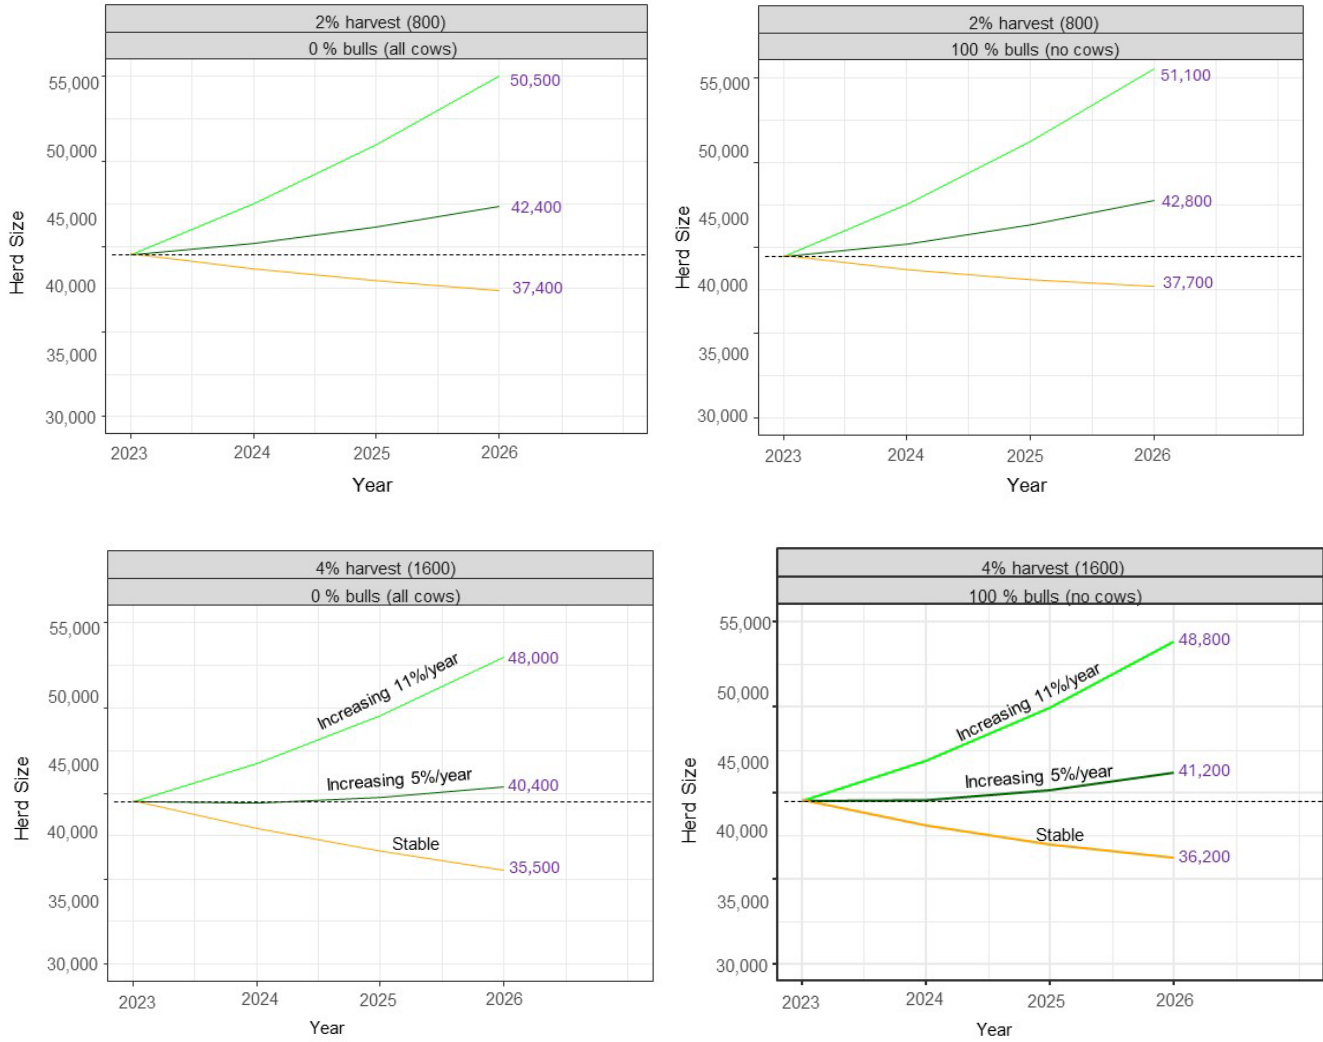 2% harvest (800)
0 % bulls (all cows)
55,000
50,000
45,000
40,000
35,000
30,000
Herd Size
50,500
42,400
37,400
2023 2024 2025 2026
Year
2% harvest (800)
100 % bulls (no cows)
55,000
50,000
45,000
40,000
35,000
30,000
Herd Size
51,100
42,800
37,700
2023 2024 2025 2026
Year
4% harvest (1600)
0 % bulls (all cows)
55,000
50,000
45,000
40,000
35,000
30,000
Herd Size
Increasing 11%/year
48,000
Increasing 5%/year
40,400
Stable
35,500
2023 2024 2025 2026
Year
4% harvest (1600)
100 % bulls (no cows)
55,000
50,000
45,000
40,000
35,000
30,000
Herd Size
Increasing 11%/year
48,800
Increasing 5%/year
41,200
Stable
36,200
2023 2024 2025 2026
Year